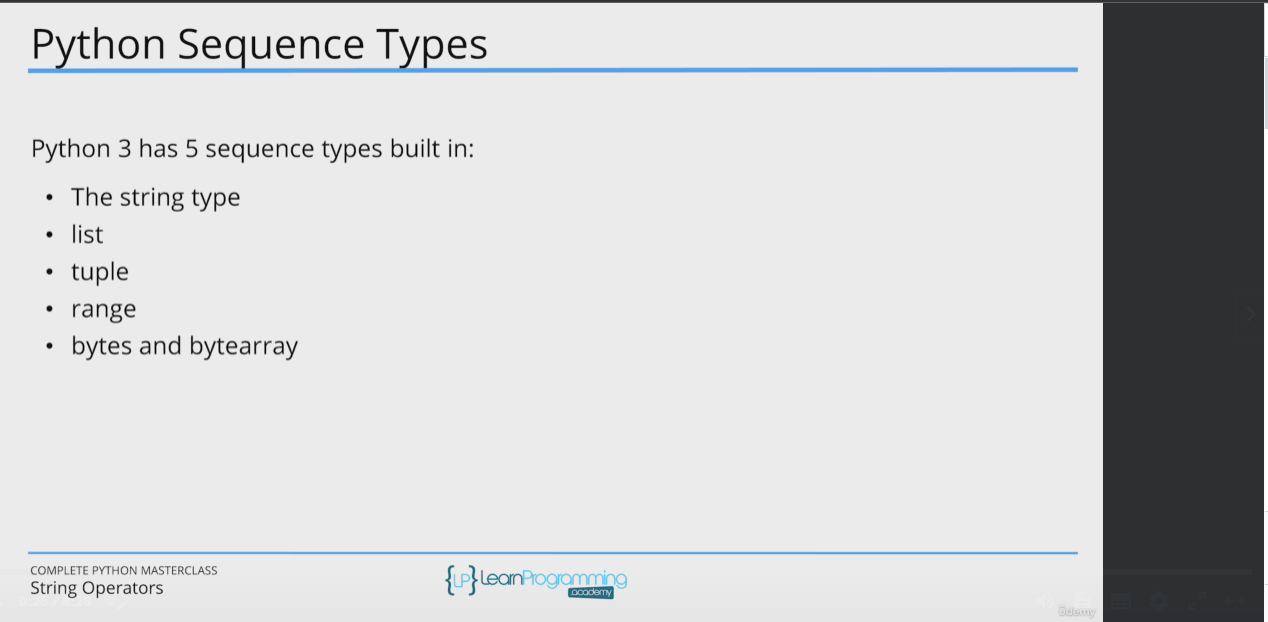 Python Sequence Types
Python 3 has 5 sequence types built in:
• The string type
• list
• tuple
• range
• bytes and bytearray
COMPLETE PYTHON MASTERCLASS
String Operators
{LP} LearnProgramming
academy
ûdemy